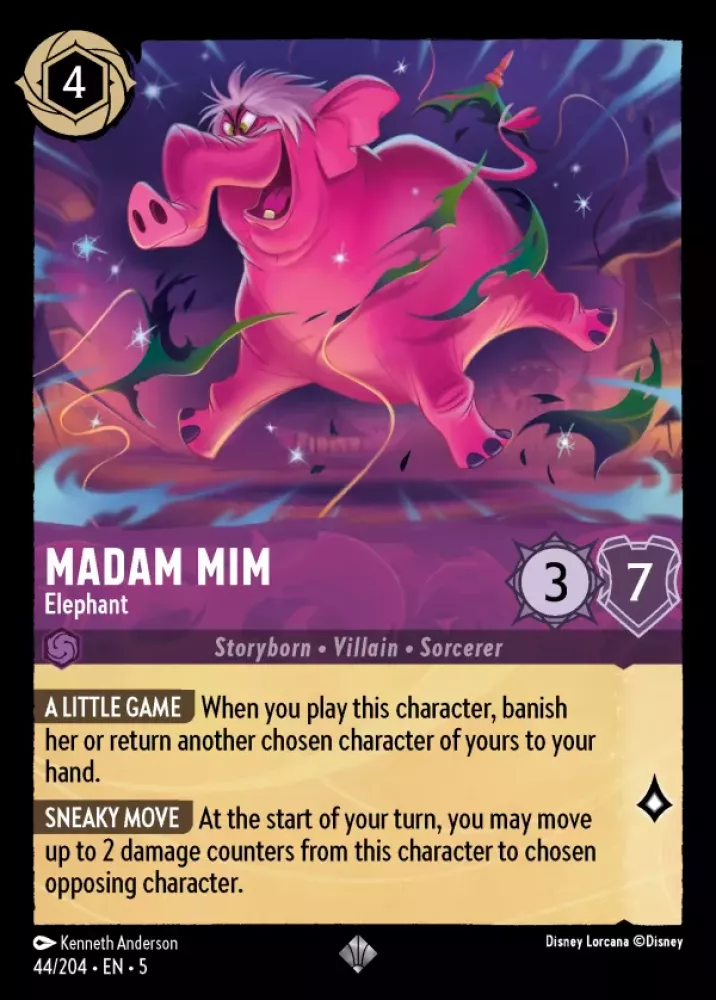 4
MADAM MIM
Elephant
3
7
Storyborn • Villain • Sorcerer
A LITTLE GAME When you play this character, banish
her or return another chosen character of yours to your
hand.
SNEAKY MOVE At the start of your turn, you may move
up to 2 damage counters from this character to chosen
opposing character.
Kenneth Anderson
Disney Lorcana ©Disney
44/204 • EN • 5